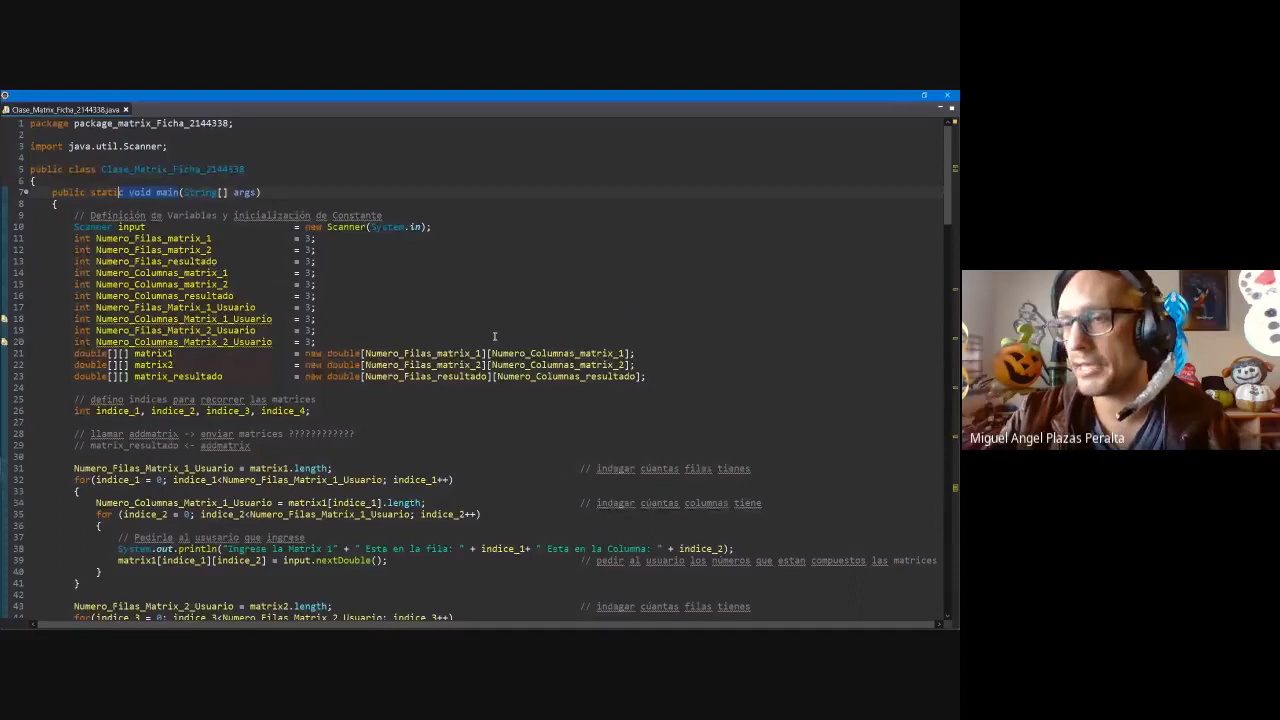 Clase_Matrix_Ficha_2144338.java
1 package package_matrix_Ficha_2144338;
2
3 import java.util.Scanner;
4
5 public class Clase_Matrix_Ficha_2144338
6 {
7 public static void main(String[] args)
8 {
9 // Definición de Variables y inicialización de Constante
10 Scanner input = new Scanner(System.in);
11 int Numero_Filas_matrix_1 = 3;
12 int Numero_Filas_matrix_2 = 3;
13 int Numero_Filas_resultado = 3;
14 int Numero_Columnas_matrix_1 = 3;
15 int Numero_Columnas_matrix_2 = 3;
16 int Numero_Columnas_resultado = 3;
17 int Numero_Filas_Matrix_1_Usuario = 3;
18 int Numero_Columnas_Matrix_1_Usuario = 3;
19 int Numero_Filas_Matrix_2_Usuario = 3;
20 int Numero_Columnas_Matrix_2_Usuario = 3;
21 double[][] matrix1 = new double[Numero_Filas_matrix_1][Numero_Columnas_matrix_1];
22 double[][] matrix2 = new double[Numero_Filas_matrix_2][Numero_Columnas_matrix_2];
23 double[][] matrix_resultado = new double[Numero_Filas_resultado][Numero_Columnas_resultado];
24
25 // defino indices para recorrer las matrices
26 int indice_1, indice_2, indice_3, indice_4;
27
28 // llamar addmatrix -> enviar matrices ????????????
29 // matrix_resultado <- addmatrix
30
31 Numero_Filas_Matrix_1_Usuario = matrix1.length; // indagar cúantas filas tienes
32 for(indice_1 = 0; indice_1<Numero_Filas_Matrix_1_Usuario; indice_1++)
33 {
34 Numero_Columnas_Matrix_1_Usuario = matrix1[indice_1].length; // indagar cúantas columnas tiene
35 for (indice_2 = 0; indice_2<Numero_Filas_Matrix_1_Usuario; indice_2++)
36 {
37 // Pedirle al ususario que ingrese
38 System.out.println("Ingrese la Matrix 1" + " Esta en la fila: " + indice_1+ " Esta en la Columna: " + indice_2);
39 matrix1[indice_1][indice_2] = input.nextDouble(); // pedir al usuario los números que estan compuestos las matrices
40 }
41 }
42
43 Numero_Filas_Matrix_2_Usuario = matrix2.length; // indagar cúantas filas tienes
44 for(indice_3 = 0; indice_3<Numero_Filas_Matrix_2_Usuario; indice_3++)
Miguel Angel Plazas Peralta